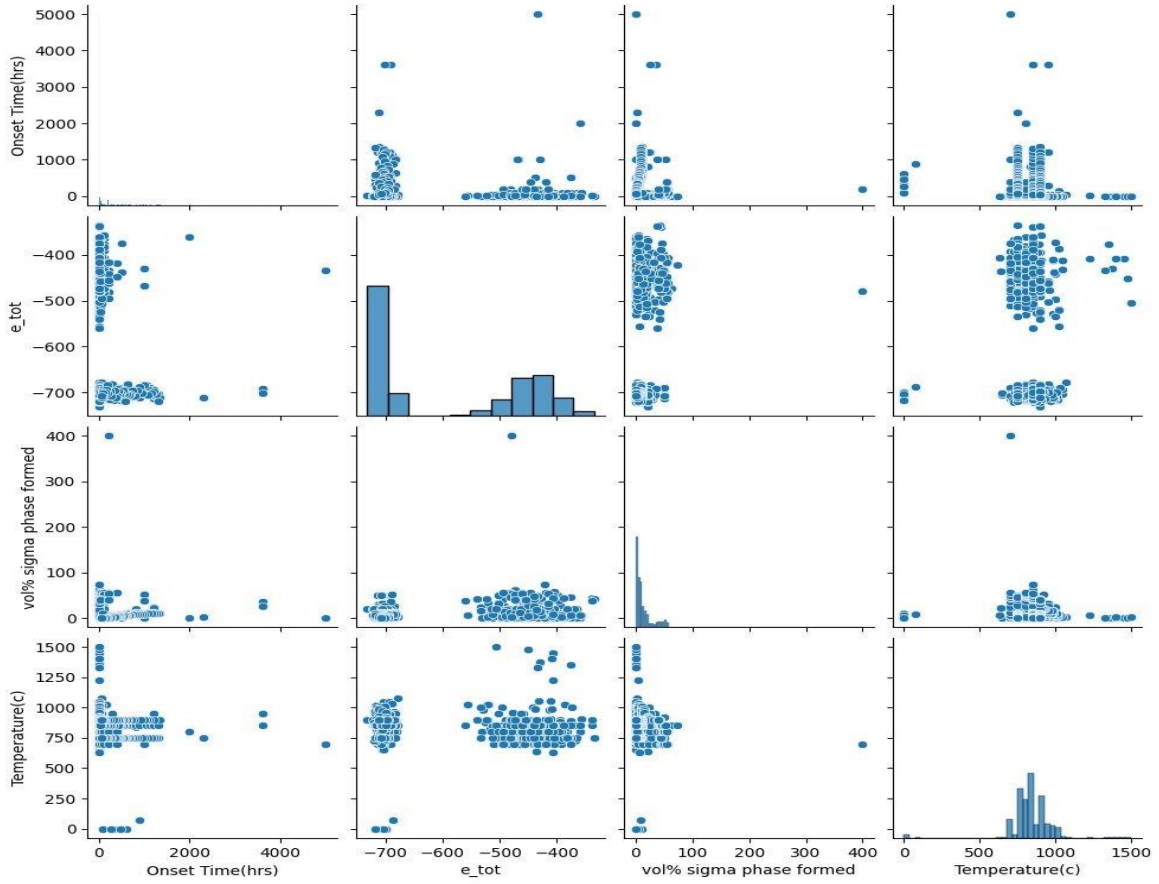 5000
4000
3000
2000
1000
0
Onset Time(hrs)
−400
−500
−600
−700
e_tot
400
300
200
100
0
vol% sigma phase formed
1500
1250
1000
750
500
250
0
Temperature(c)
0 2000 4000
Onset Time(hrs)
−700 −600 −500 −400
e_tot
0 100 200 300 400
vol% sigma phase formed
0 500 1000 1500
Temperature(c)